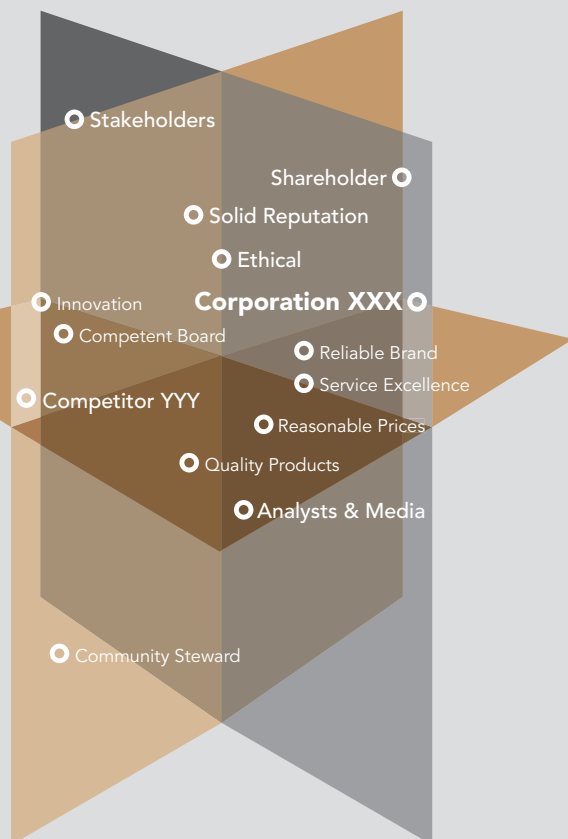 Stakeholders
Shareholder
Solid Reputation
Ethical
Innovation
Corporation XXX
Competent Board
Reliable Brand
Service Excellence
Competitor YYY
Reasonable Prices
Quality Products
Analysts & Media
Community Steward